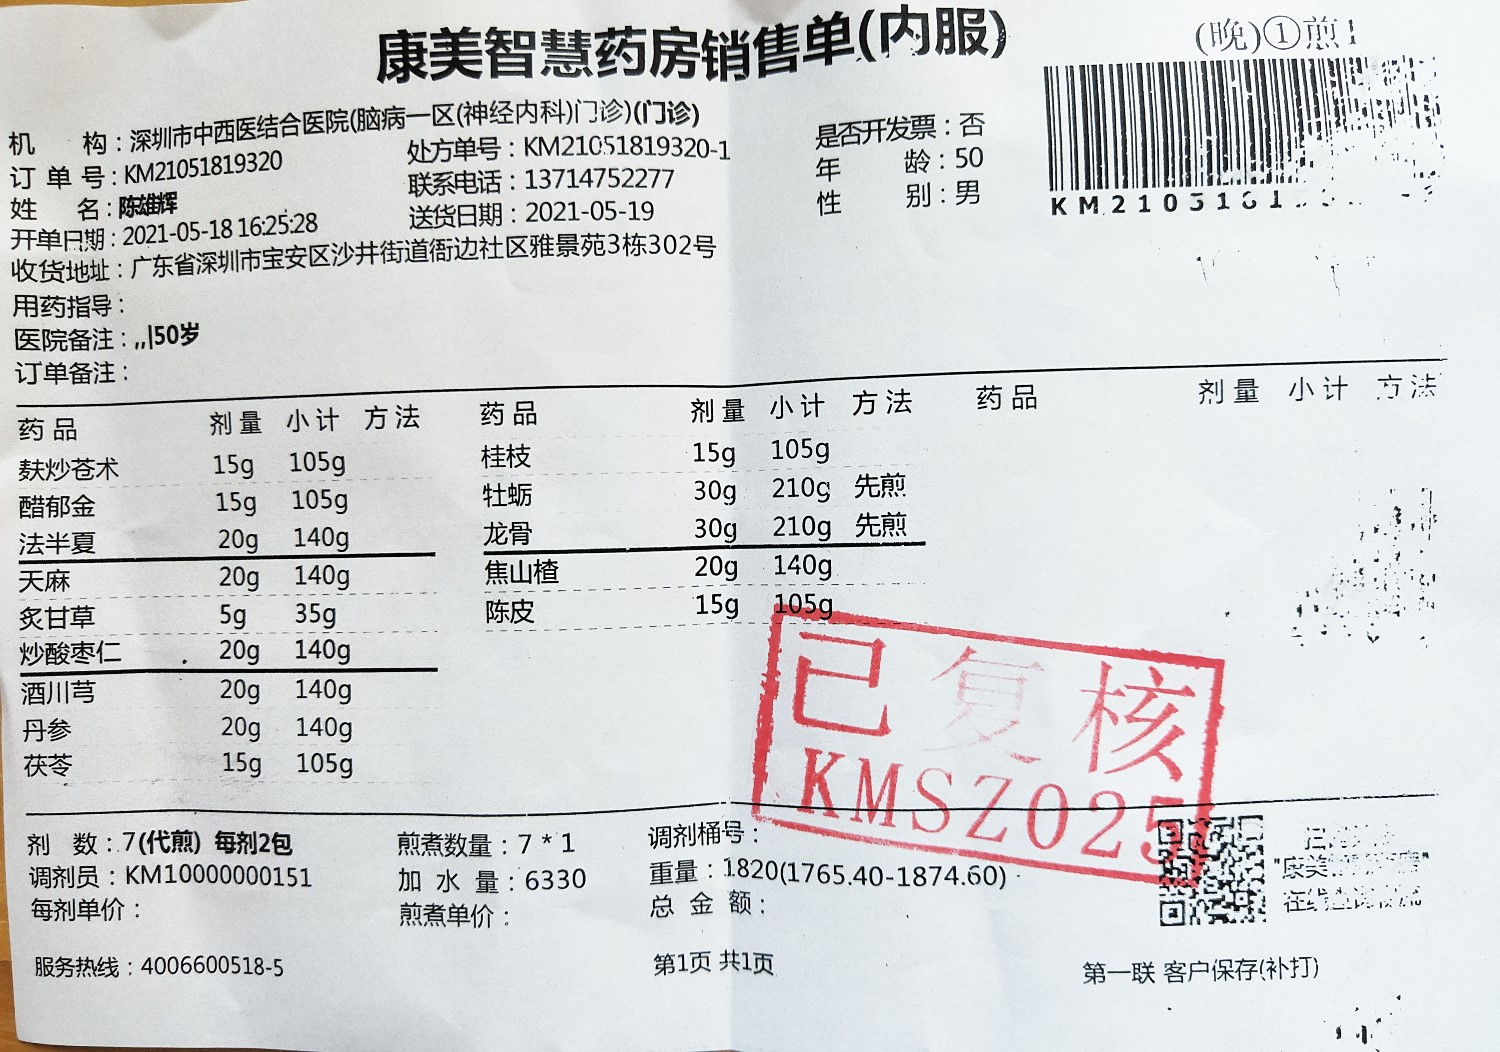 康美智慧药房销售单(内服)
(晚)①煎1
机 构：深圳市中西医结合医院(脑病一区(神经内科)门诊)(门诊)
是否开发票：否
订 单 号：KM21051819320 处方单号：KM21051819320-1
年 龄：50
姓 名：陈雄辉 联系电话：13714752277
性 别：男
开单日期：2021-05-18 16:25:28 送货日期：2021-05-19
收货地址：广东省深圳市宝安区沙井街道衙边社区雅景苑3栋302号
用药指导：
医院备注：,,|50岁
订单备注：
药品 剂量 小计 方法 药品 剂量 小计 方法 药品 剂量 小计 方法
麸炒苍术 15g 105g 桂枝 15g 105g
醋郁金 15g 105g 牡蛎 30g 210g 先煎
法半夏 20g 140g 龙骨 30g 210g 先煎
天麻 20g 140g 焦山楂 20g 140g
炙甘草 5g 35g 陈皮 15g 105g
炒酸枣仁 20g 140g
酒川芎 20g 140g
丹参 20g 140g
茯苓 15g 105g
已复核
KMSZ025
剂 数：7(代煎) 每剂2包 煎煮数量：7*1 调剂桶号：
调剂员：KM10000000151 加 水 量：6330 重量：1820(1765.40-1874.60)
每剂单价： 煎煮单价： 总 金 额：
"康美
在线
服务热线：4006600518-5 第1页 共1页 第一联 客户保存(补打)